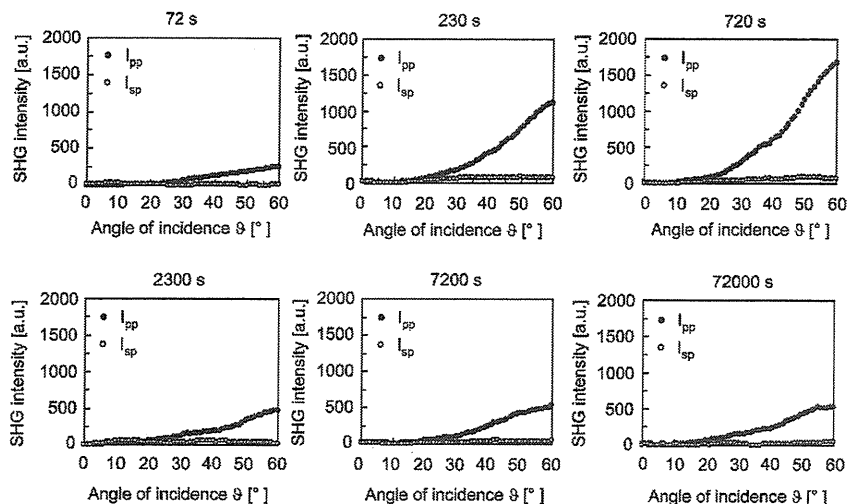 72 s
SHG intensity [a.u.]
2000
1500
1000
500
0
I_pp
I_sp
0 10 20 30 40 50 60
Angle of incidence ϑ [°]
230 s
SHG intensity [a.u.]
2000
1500
1000
500
0
I_pp
I_sp
0 10 20 30 40 50 60
Angle of incidence ϑ [°]
720 s
SHG intensity [a.u.]
2000
1500
1000
500
0
I_pp
I_sp
0 10 20 30 40 50 60
Angle of incidence ϑ [°]
2300 s
SHG intensity [a.u.]
2000
1500
1000
500
0
I_pp
I_sp
0 10 20 30 40 50 60
Angle of incidence ϑ [°]
7200 s
SHG intensity [a.u.]
2000
1500
1000
500
0
I_pp
I_sp
0 10 20 30 40 50 60
Angle of incidence ϑ [°]
72000 s
SHG intensity [a.u.]
2000
1500
1000
500
0
I_pp
I_sp
0 10 20 30 40 50 60
Angle of incidence ϑ [°]